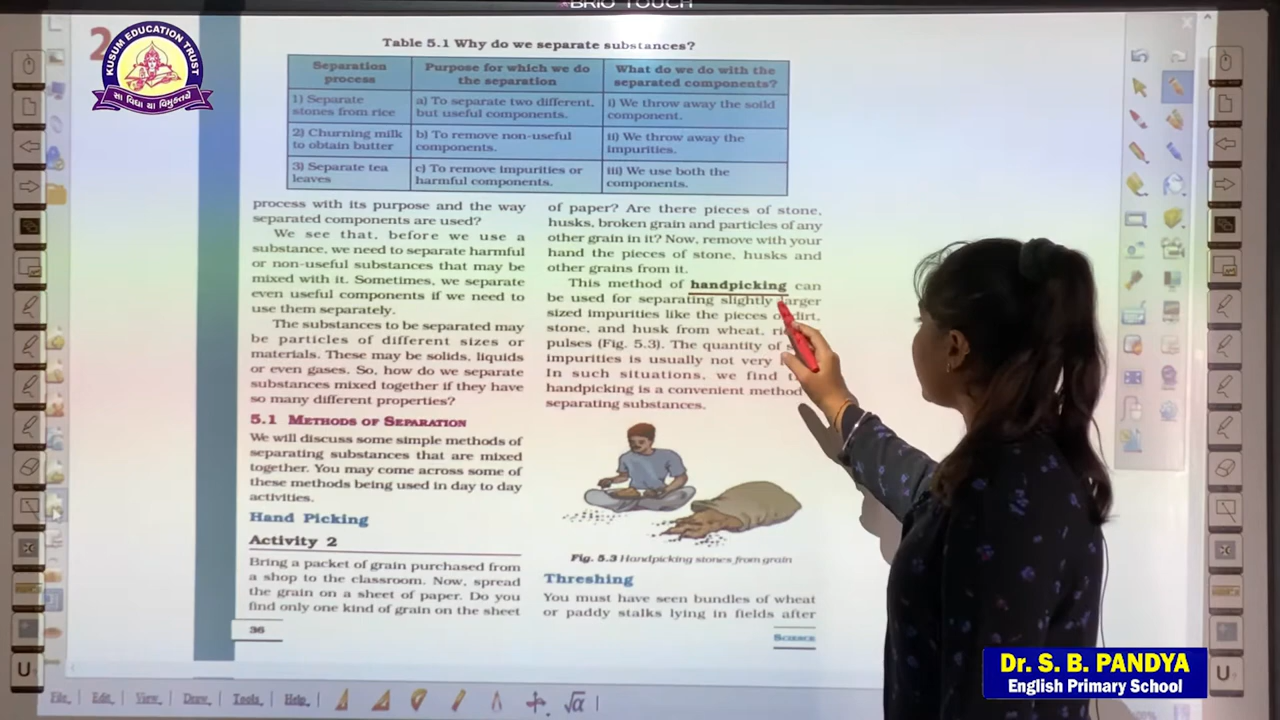 BRIO TOUCH
2
KUSUM EDUCATION TRUST
સા વિદ્યા યા વિમુક્તયે
Table 5.1 Why do we separate substances?
Separation process
Purpose for which we do the separation
What do we do with the separated components?
1) Separate stones from rice
a) To separate two different, but useful components.
i) We throw away the soild component.
2) Churning milk to obtain butter
b) To remove non-useful components.
ii) We throw away the impurities.
3) Separate tea leaves
c) To remove impurities or harmful components.
iii) We use both the components.
process with its purpose and the way
separated components are used?
We see that, before we use a
substance, we need to separate harmful
or non-useful substances that may be
mixed with it. Sometimes, we separate
even useful components if we need to
use them separately.
The substances to be separated may
be particles of different sizes or
materials. These may be solids, liquids
or even gases. So, how do we separate
substances mixed together if they have
so many different properties?
5.1 METHODS OF SEPARATION
We will discuss some simple methods of
separating substances that are mixed
together. You may come across some of
these methods being used in day to day
activities.
Hand Picking
Activity 2
Bring a packet of grain purchased from
a shop to the classroom. Now, spread
the grain on a sheet of paper. Do you
find only one kind of grain on the sheet
36
of paper? Are there pieces of stone,
husks, broken grain and particles of any
other grain in it? Now, remove with your
hand the pieces of stone, husks and
other grains from it.
This method of handpicking can
be used for separating slightly larger
sized impurities like the pieces of dirt,
stone, and husk from wheat,
pulses (Fig. 5.3). The quantity of
impurities is usually not very
In such situations, we find
handpicking is a convenient method
separating substances.
Fig. 5.3 Handpicking stones from grain
Threshing
You must have seen bundles of wheat
or paddy stalks lying in fields after
SCIENCE
File Edit View Draw Tools Help
√α
U
U
Dr. S. B. PANDYA
English Primary School